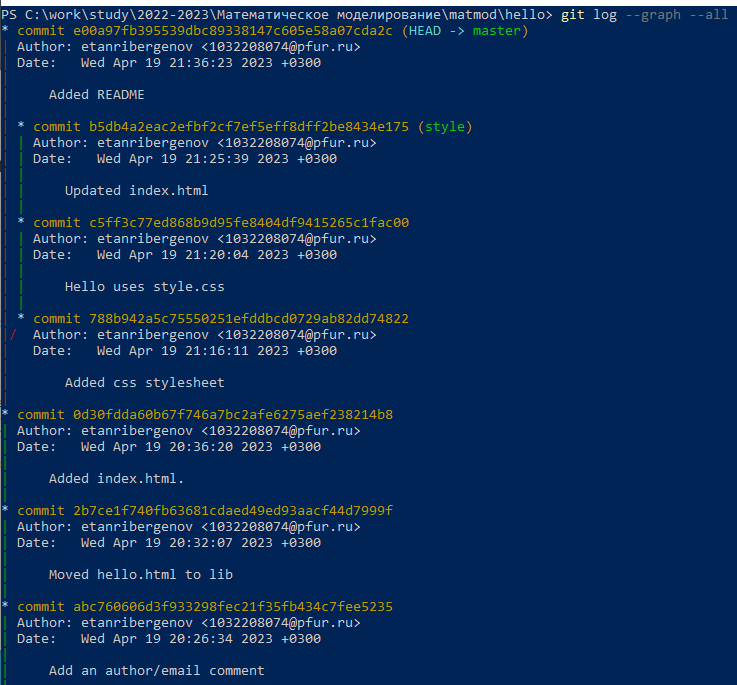 PS C:\work\study\2022-2023\Математическое моделирование\matmod\hello> git log --graph --all
* commit e00a97fb395539dbc89338147c605e58a07cda2c (HEAD -> master)
| Author: etanribergenov <1032208074@pfur.ru>
| Date:   Wed Apr 19 21:36:23 2023 +0300
|
|     Added README
|
| * commit b5db4a2eac2efbf2cf7ef5eff8dff2be8434e175 (style)
| | Author: etanribergenov <1032208074@pfur.ru>
| | Date:   Wed Apr 19 21:25:39 2023 +0300
| |
| |     Updated index.html
| |
| * commit c5ff3c77ed868b9d95fe8404df9415265c1fac00
| | Author: etanribergenov <1032208074@pfur.ru>
| | Date:   Wed Apr 19 21:20:04 2023 +0300
| |
| |     Hello uses style.css
| |
| * commit 788b942a5c75550251efddbcd0729ab82dd74822
|/  Author: etanribergenov <1032208074@pfur.ru>
|   Date:   Wed Apr 19 21:16:11 2023 +0300
|
|       Added css stylesheet
|
* commit 0d30fdda60b67f746a7bc2afe6275aef238214b8
| Author: etanribergenov <1032208074@pfur.ru>
| Date:   Wed Apr 19 20:36:20 2023 +0300
|
|     Added index.html.
|
* commit 2b7ce1f740fb63681cdaed49ed93aacf44d7999f
| Author: etanribergenov <1032208074@pfur.ru>
| Date:   Wed Apr 19 20:32:07 2023 +0300
|
|     Moved hello.html to lib
|
* commit abc760606d3f933298fec21f35fb434c7fee5235
| Author: etanribergenov <1032208074@pfur.ru>
| Date:   Wed Apr 19 20:26:34 2023 +0300
|
|     Add an author/email comment